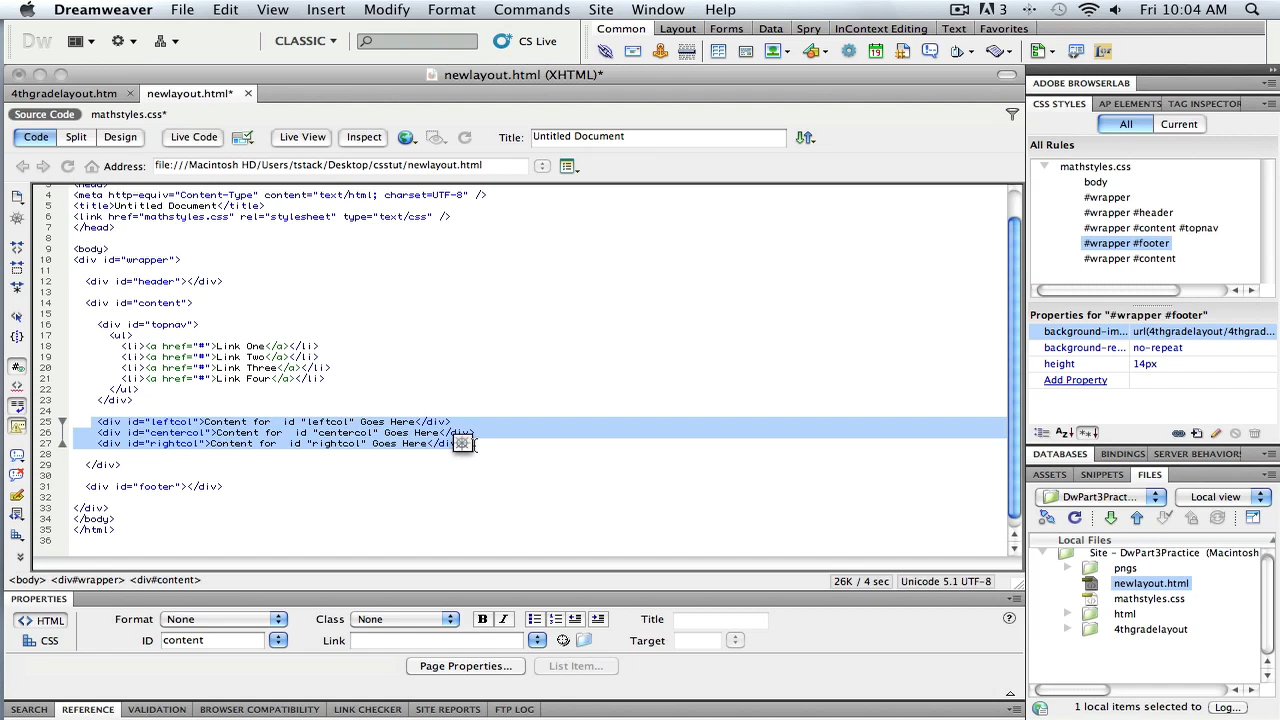 Dreamweaver File Edit View Insert Modify Format Commands Site Window Help 3 Fri 10:04 AM
Dw CLASSIC CS Live Common Layout Forms Data Spry InContext Editing Text Favorites
newlayout.html (XHTML)*
4thgradelayout.htm newlayout.html*
Source Code mathstyles.css*
Code Split Design Live Code Live View Inspect Title: Untitled Document
Address: file:///Macintosh HD/Users/tstack/Desktop/csstut/newlayout.html
3 <head>
4 <meta http-equiv="Content-Type" content="text/html; charset=UTF-8" />
5 <title>Untitled Document</title>
6 <link href="mathstyles.css" rel="stylesheet" type="text/css" />
7 </head>
8
9 <body>
10 <div id="wrapper">
11
12 <div id="header"></div>
13
14 <div id="content">
15
16 <div id="topnav">
17 <ul>
18 <li><a href="#">Link One</a></li>
19 <li><a href="#">Link Two</a></li>
20 <li><a href="#">Link Three</a></li>
21 <li><a href="#">Link Four</a></li>
22 </ul>
23 </div>
24
25 <div id="leftcol">Content for id "leftcol" Goes Here</div>
26 <div id="centercol">Content for id "centercol" Goes Here</div>
27 <div id="rightcol">Content for id "rightcol" Goes Here</div>
28
29 </div>
30
31 <div id="footer"></div>
32
33 </div>
34 </body>
35 </html>
36
<body> <div#wrapper> <div#content> 26K / 4 sec Unicode 5.1 UTF-8
PROPERTIES
HTML Format None Class None B I Title
CSS ID content Link Target
Page Properties... List Item...
SEARCH REFERENCE VALIDATION BROWSER COMPATIBILITY LINK CHECKER SITE REPORTS FTP LOG
ADOBE BROWSERLAB
CSS STYLES AP ELEMENTS TAG INSPECTOR
All Current
All Rules
mathstyles.css
body
#wrapper
#wrapper #header
#wrapper #content #topnav
#wrapper #footer
#wrapper #content
Properties for "#wrapper #footer"
background-im... url(4thgradelayout/4thgrad...
background-re... no-repeat
height 14px
Add Property
DATABASES BINDINGS SERVER BEHAVIORS
ASSETS SNIPPETS FILES
DwPart3Practi... Local view
Local Files
Site - DwPart3Practice (Macintosh
pngs
newlayout.html
mathstyles.css
html
4thgradelayout
1 local items selected to Log...